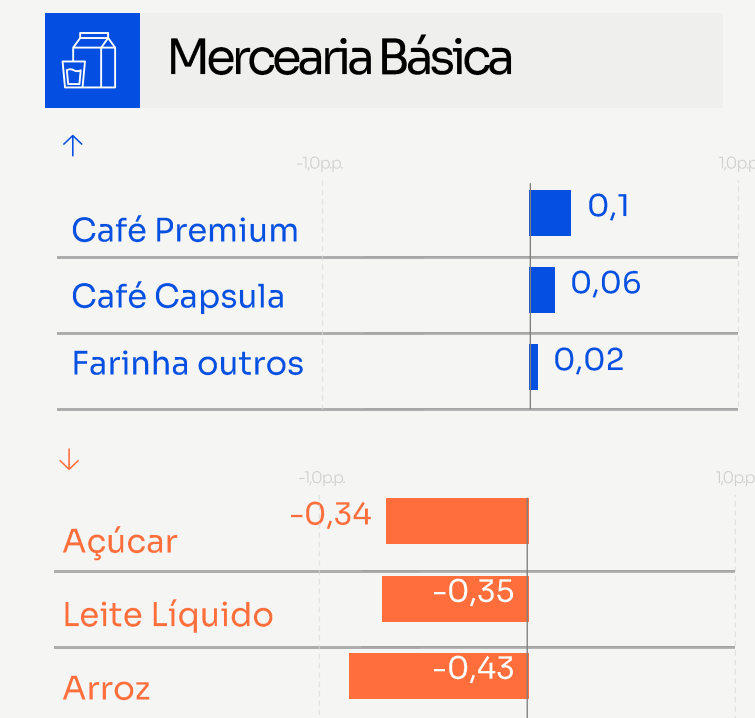 Mercearia Básica
-1,0p.p.
1,0p.p
Café Premium
0,1
Café Capsula
0,06
Farinha outros
0,02
-1,0p.p.
1,0p.p
Açúcar
-0,34
Leite Líquido
-0,35
Arroz
-0,43